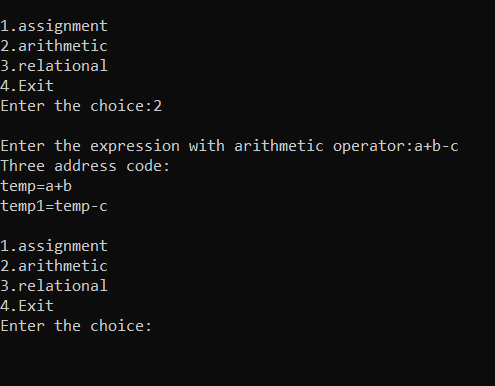 1.assignment
2.arithmetic
3.relational
4.Exit
Enter the choice:2
Enter the expression with arithmetic operator:a+b-c
Three address code:
temp=a+b
temp1=temp-c
1.assignment
2.arithmetic
3.relational
4.Exit
Enter the choice: